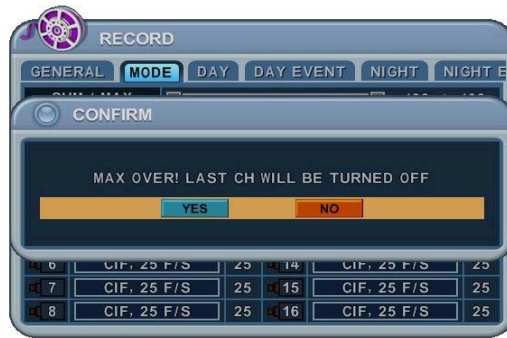 RECORD
GENERAL MODE DAY DAY EVENT NIGHT NIGHT E
CONFIRM
MAX OVER! LAST CH WILL BE TURNED OFF
YES NO
6 CIF, 25 F/S 25 14 CIF, 25 F/S 25
7 CIF, 25 F/S 25 15 CIF, 25 F/S 25
8 CIF, 25 F/S 25 16 CIF, 25 F/S 25